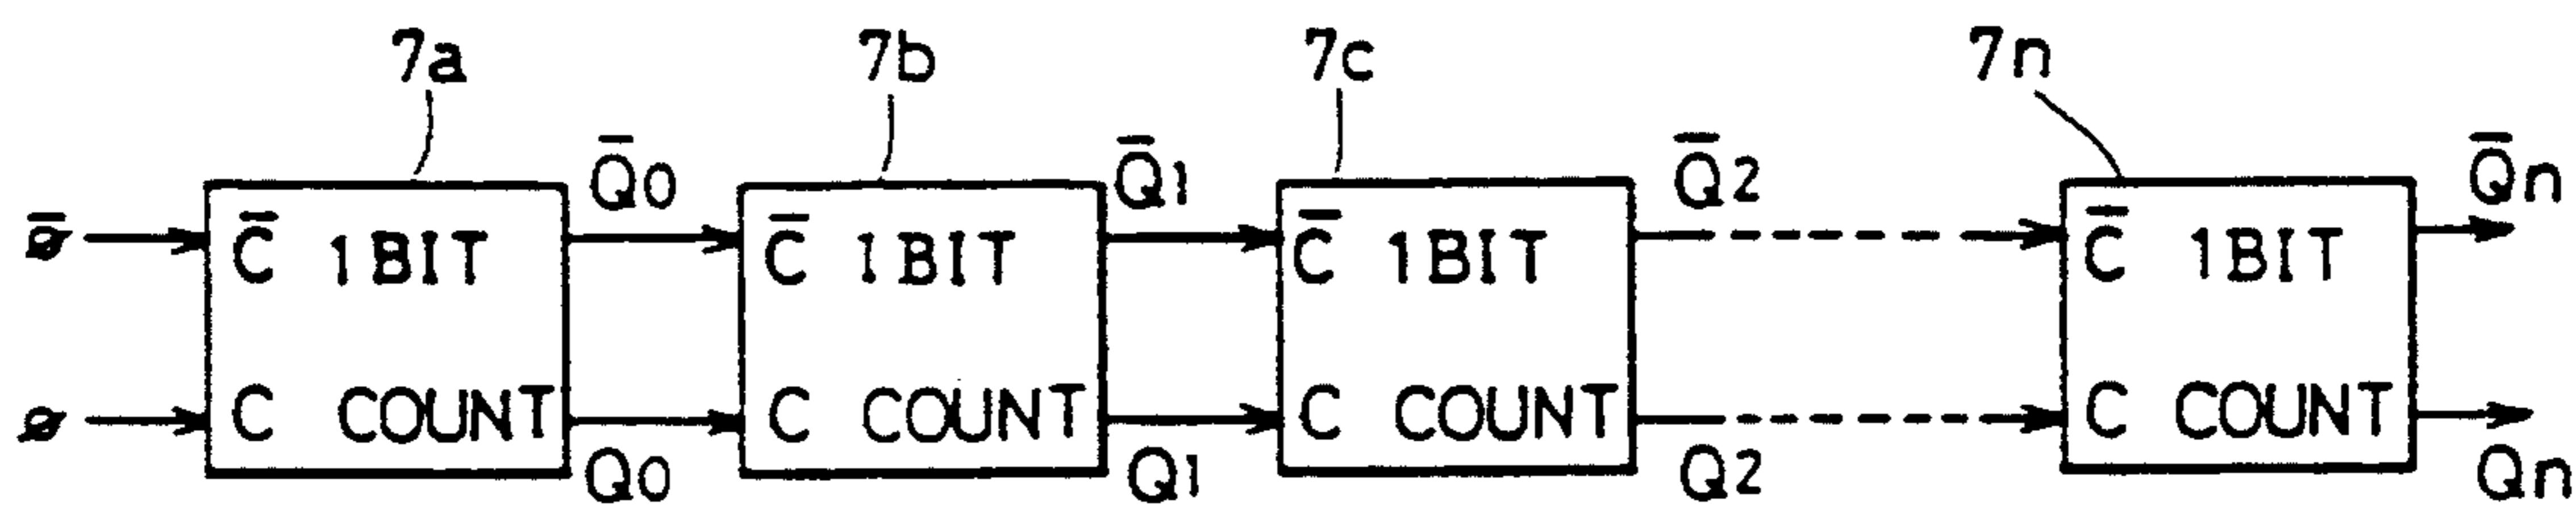 7a 7b 7c 7n
Q̄0 Q̄1 Q̄2 Q̄n
ø̄ C̄ 1BIT C̄ 1BIT C̄ 1BIT C̄ 1BIT
ø C COUNT C COUNT C COUNT C COUNT
Q0 Q1 Q2 Qn